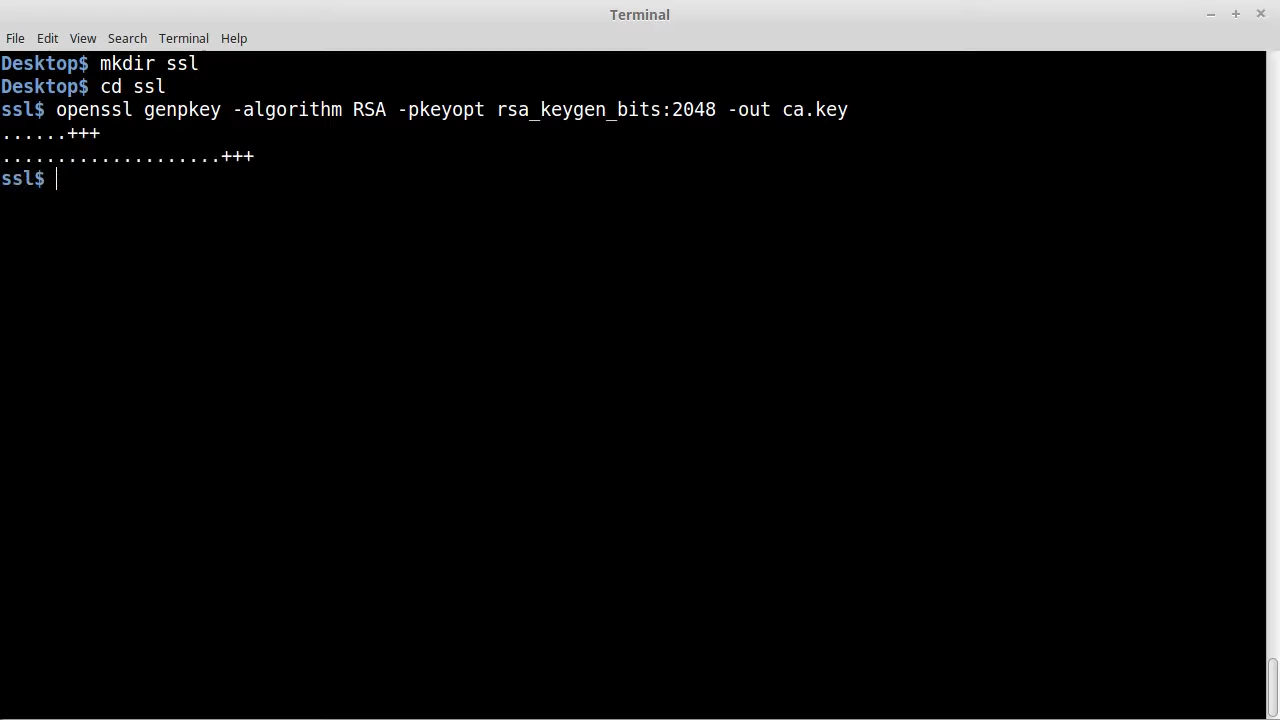 Terminal
File Edit View Search Terminal Help
Desktop$ mkdir ssl
Desktop$ cd ssl
ssl$ openssl genpkey -algorithm RSA -pkeyopt rsa_keygen_bits:2048 -out ca.key
......+++
....................+++
ssl$